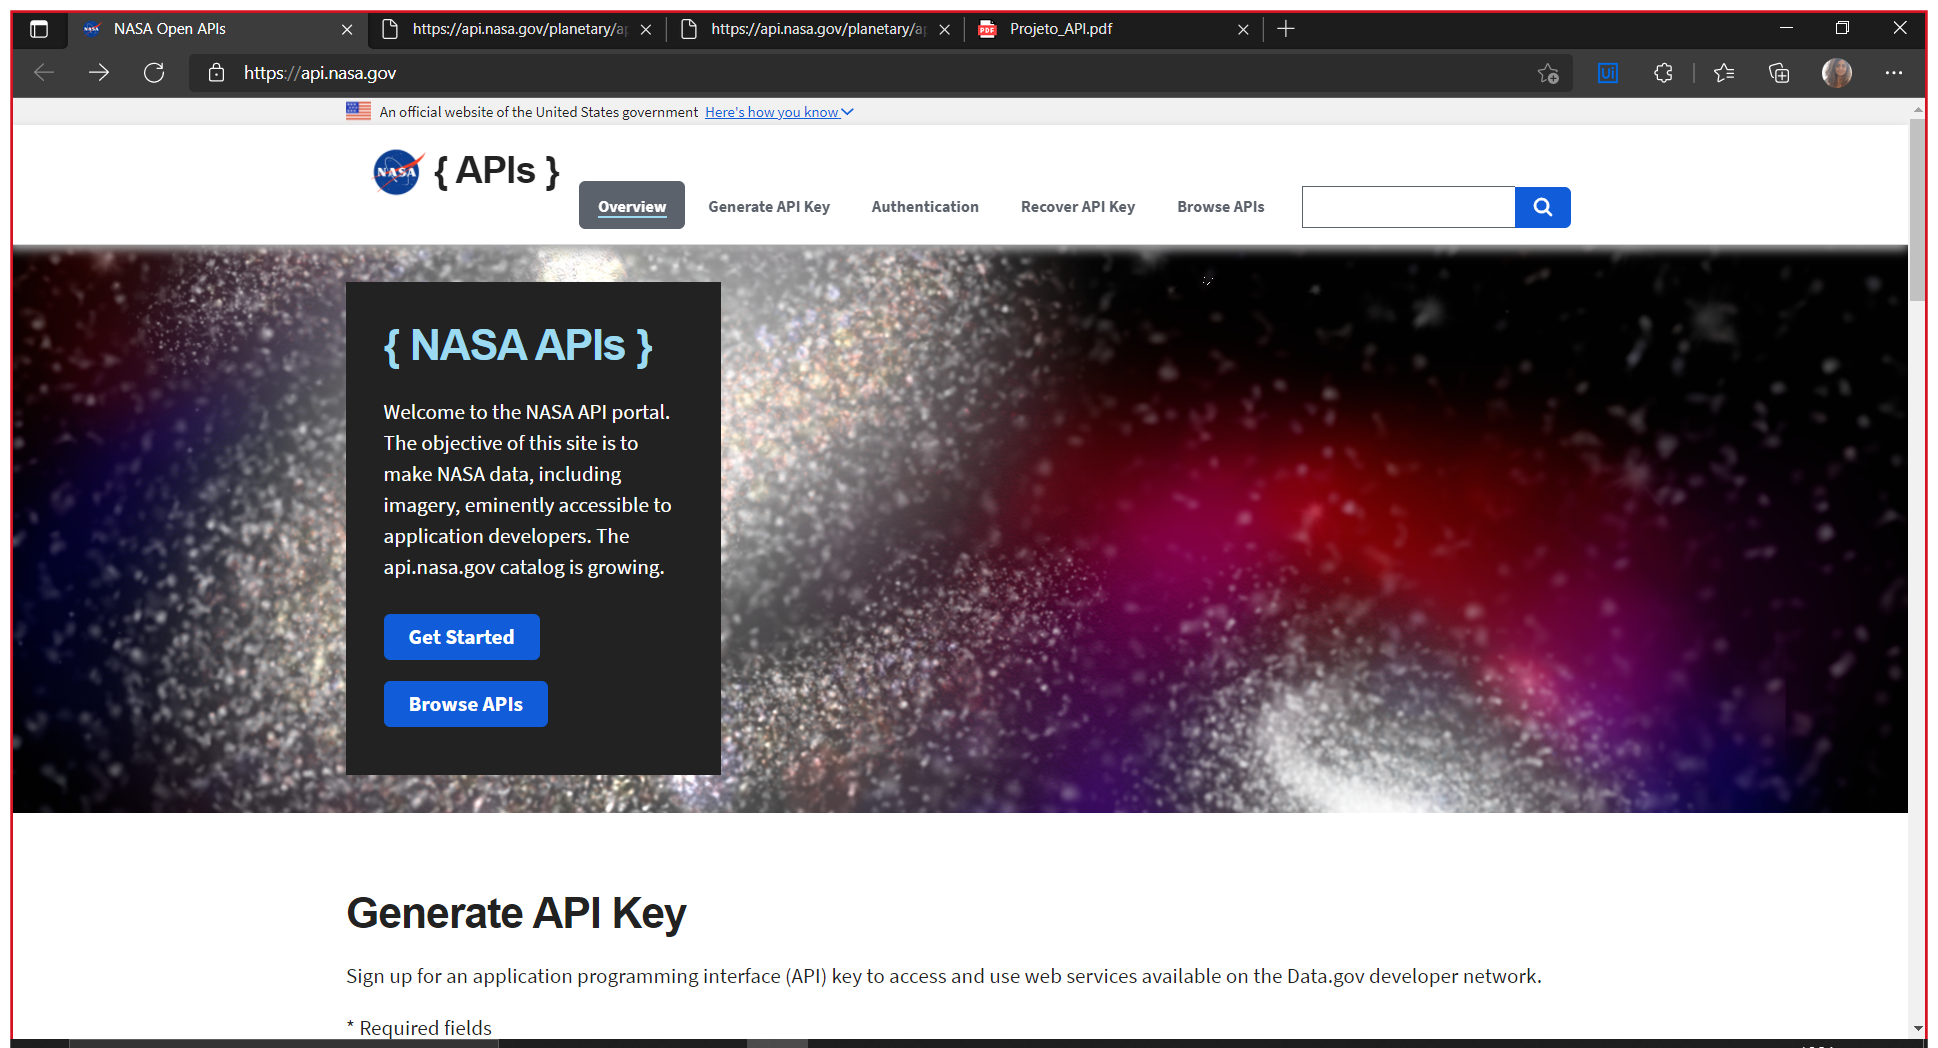 NASA Open APIs
https://api.nasa.gov/planetary/ap
https://api.nasa.gov/planetary/ap
PDF
Projeto_API.pdf
https://api.nasa.gov
Ui
An official website of the United States government Here's how you know
NASA
{ APIs }
Overview
Generate API Key
Authentication
Recover API Key
Browse APIs
{ NASA APIs }
Welcome to the NASA API portal.
The objective of this site is to
make NASA data, including
imagery, eminently accessible to
application developers. The
api.nasa.gov catalog is growing.
Get Started
Browse APIs
Generate API Key
Sign up for an application programming interface (API) key to access and use web services available on the Data.gov developer network.
* Required fields